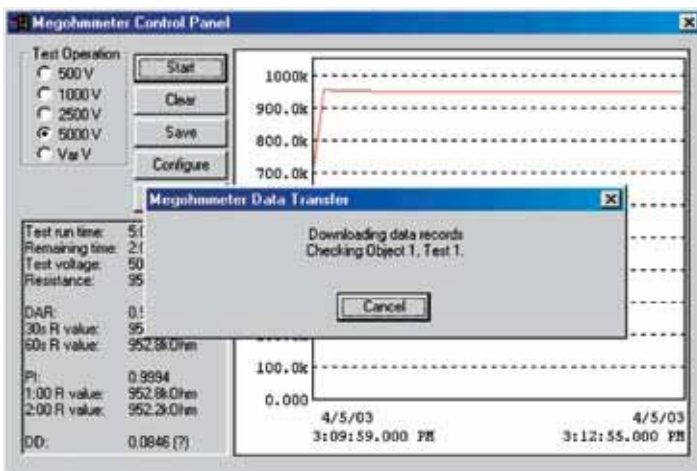 Megohmmeter Control Panel
Test Operation
500 V
1000 V
2500 V
5000 V
Var V
Start
Clear
Save
Configure
1000k
900.0k
800.0k
700.0k
Megohmmeter Data Transfer
Downloading data records
Checking Object 1, Test 1.
Cancel
Test run time:
Remaining time:
Test voltage:
Resistance:
DAR:
30s R value:
60s R value: 952.8kOhm
PI: 0.9994
1:00 R value: 952.8kOhm
2:00 R value: 952.2kOhm
DD: 0.0846 (?)
100.0k
0.000
4/5/03
3:09:59.000 PM
4/5/03
3:12:55.000 PM